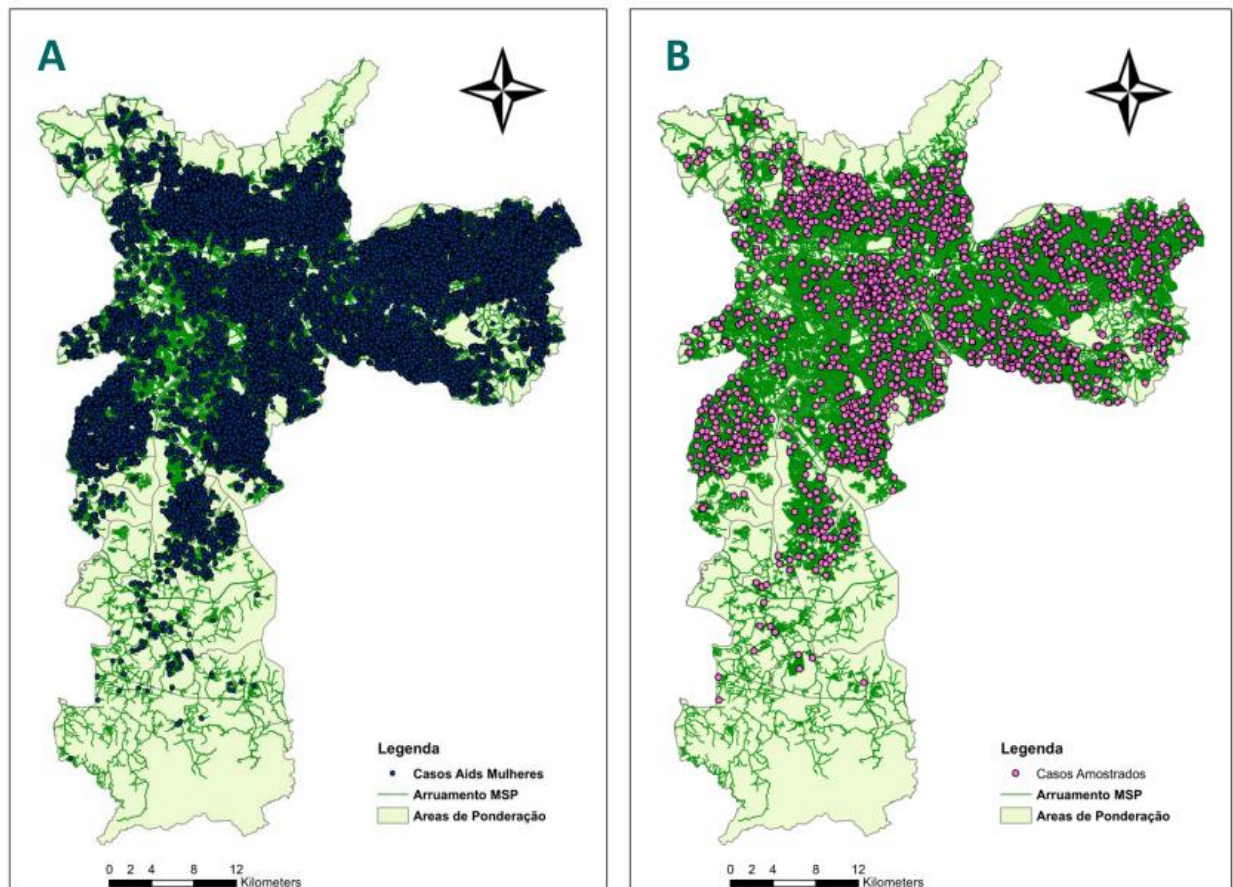 A
Legenda
Casos Aids Mulheres
Arruamento MSP
Areas de Ponderação
0 2 4 8 12
Kilometers
B
Legenda
Casos Amostrados
Arruamento MSP
Areas de Ponderação
0 2 4 8 12
Kilometers